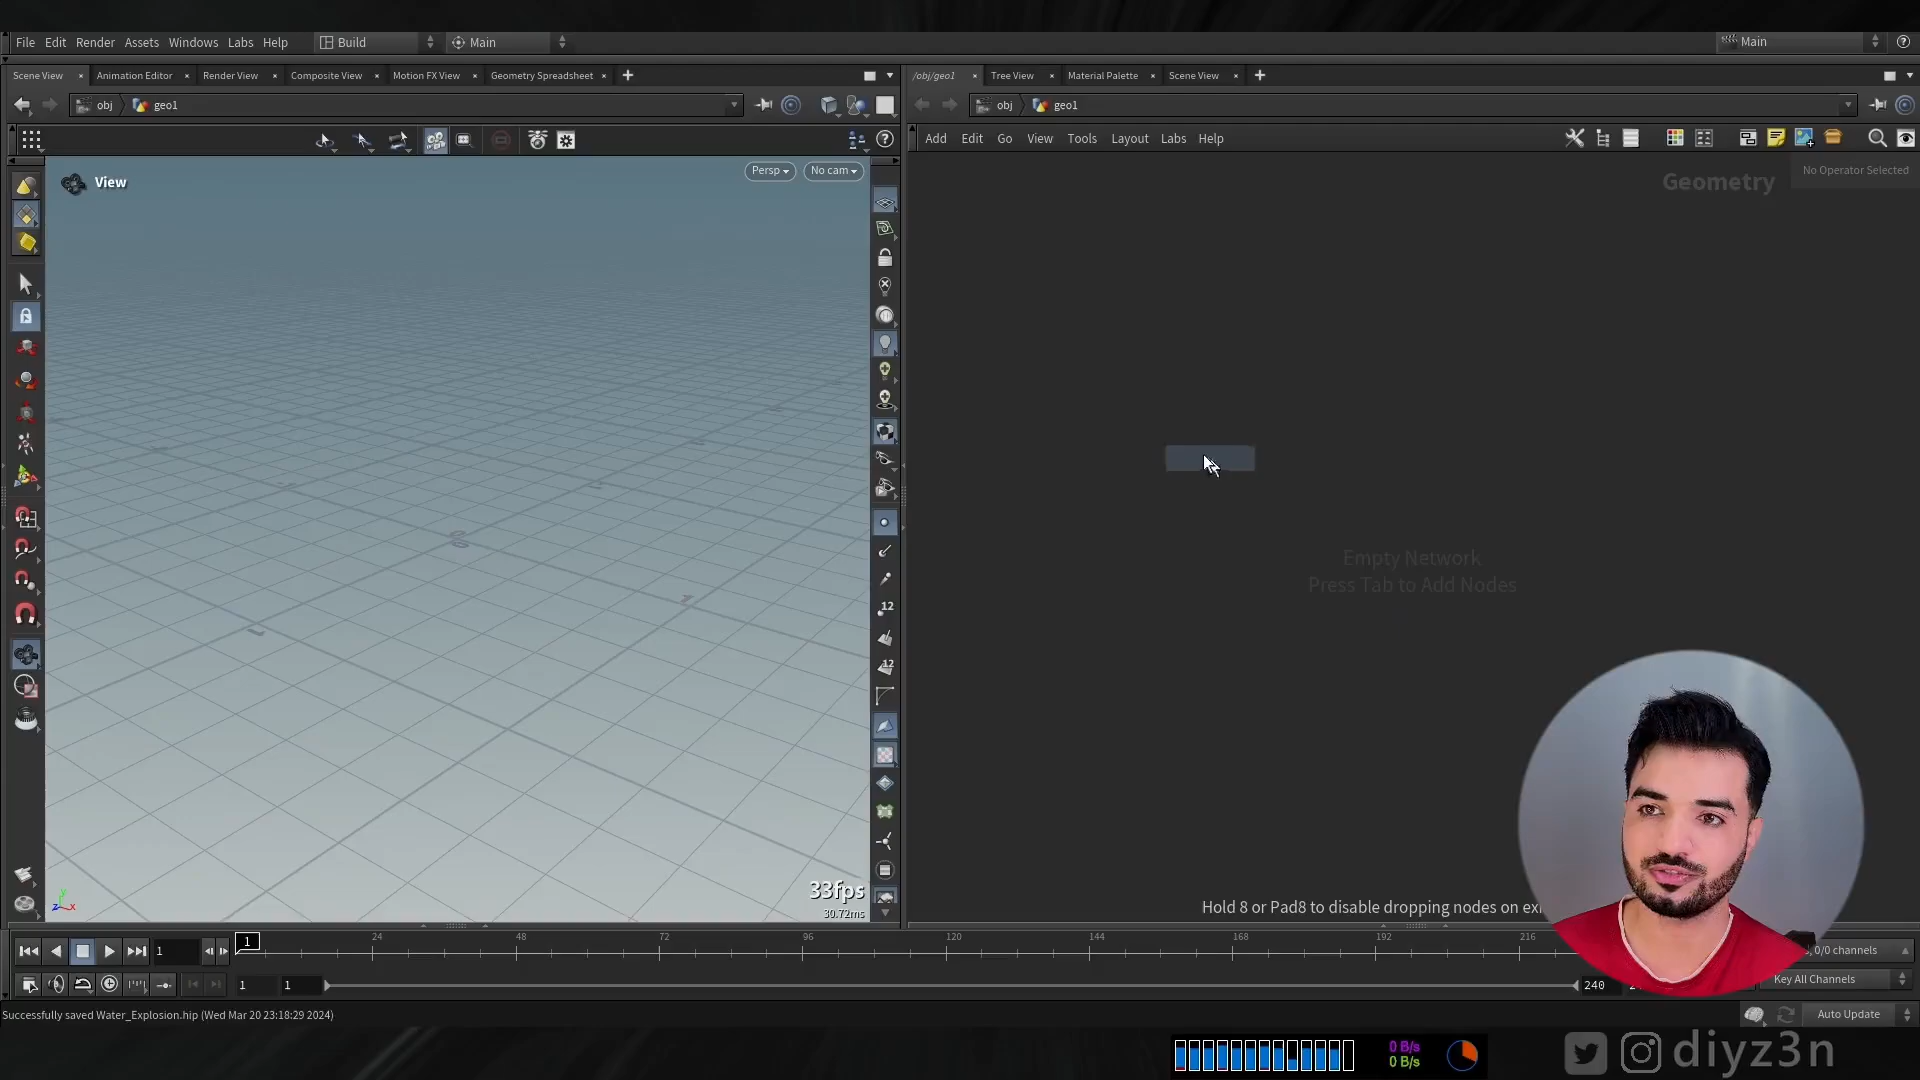 File Edit Render Assets Windows Labs Help Build Main Main
Scene View Animation Editor Render View Composite View Motion FX View Geometry Spreadsheet
/obj/geo1 Tree View Material Palette Scene View
obj geo1
obj geo1
Add Edit Go View Tools Layout Labs Help
View
Persp No cam
No Operator Selected
Geometry
Empty Network
Press Tab to Add Nodes
12
12
33fps
30.72ms
Hold 8 or Pad8 to disable dropping nodes on
1 1 24 48 72 96 120 144 168 192 216
0/0 channels
1 1 240
Key All Channels
Successfully saved Water_Explosion.hip (Wed Mar 20 23:18:29 2024)
Auto Update
0 B/s
0 B/s
diyz3n